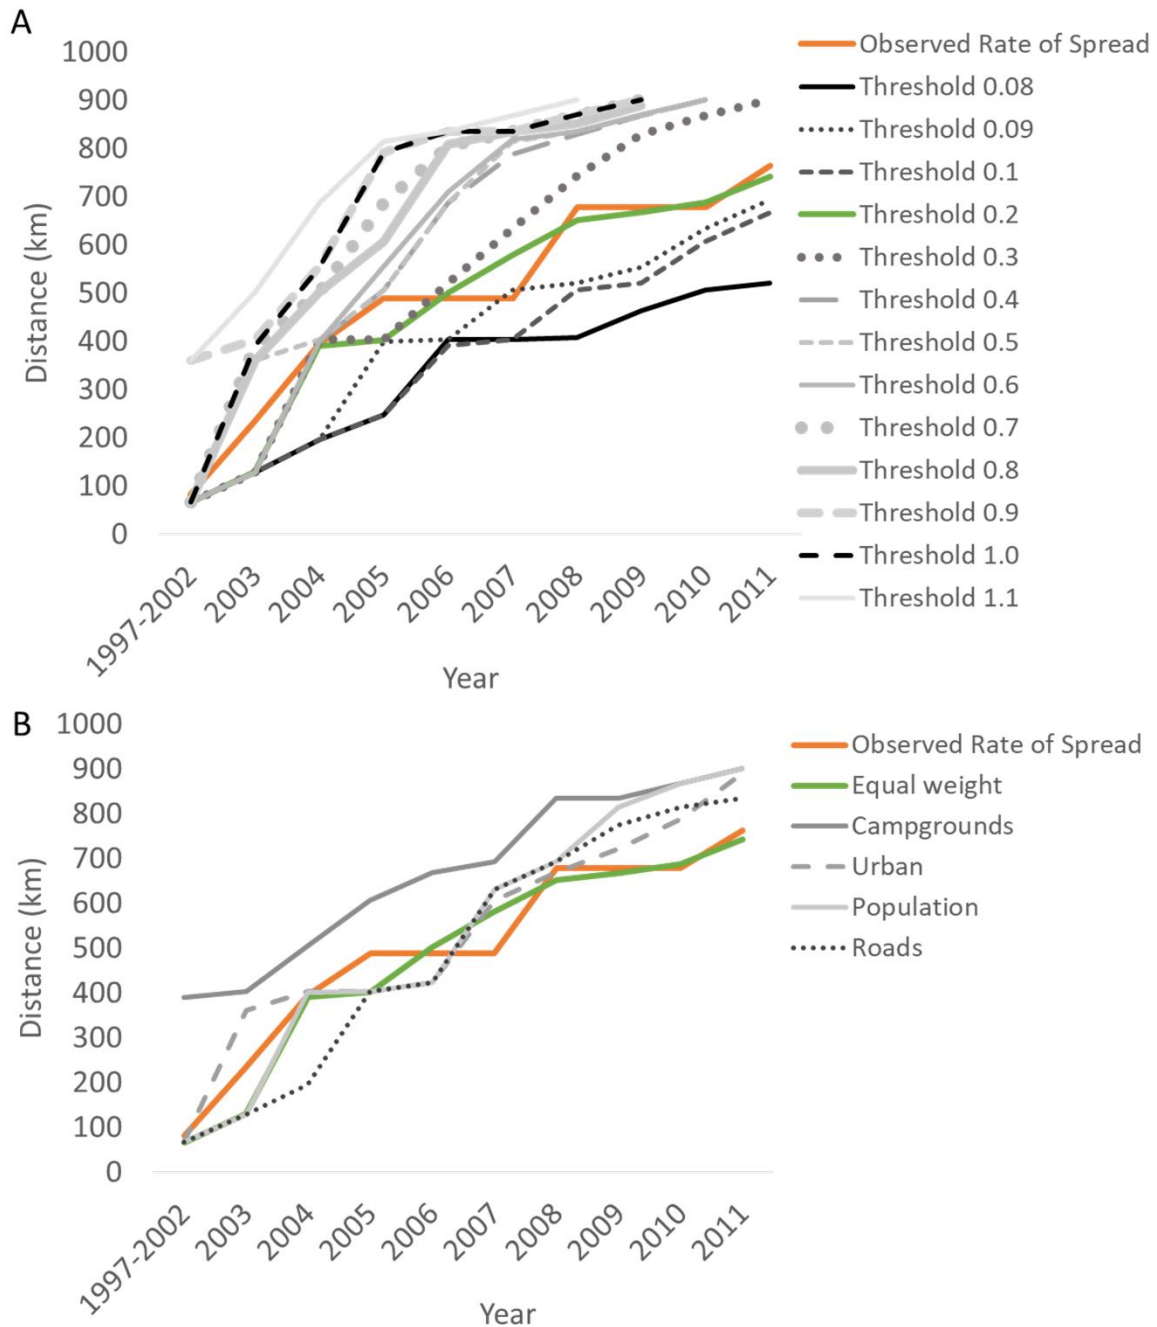 A
1000
900
800
700
600
500
400
300
200
100
0
Distance (km)
1997-2002
2003
2004
2005
2006
2007
2008
2009
2010
2011
Year
Observed Rate of Spread
Threshold 0.08
Threshold 0.09
Threshold 0.1
Threshold 0.2
Threshold 0.3
Threshold 0.4
Threshold 0.5
Threshold 0.6
Threshold 0.7
Threshold 0.8
Threshold 0.9
Threshold 1.0
Threshold 1.1
B
1000
900
800
700
600
500
400
300
200
100
0
Distance (km)
1997-2002
2003
2004
2005
2006
2007
2008
2009
2010
2011
Year
Observed Rate of Spread
Equal weight
Campgrounds
Urban
Population
Roads